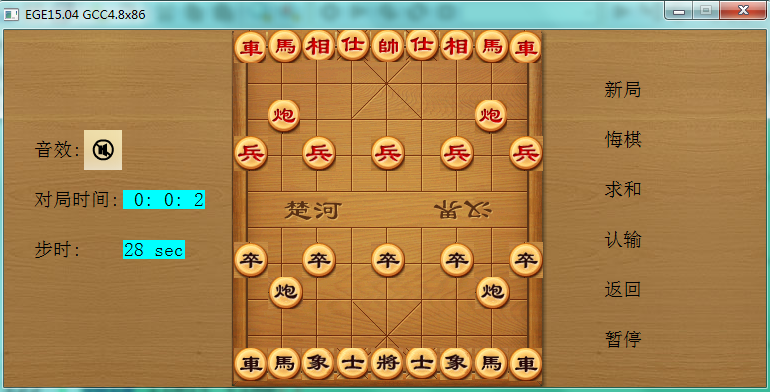 EGE15.04 GCC4.8x86
音效:
对局时间: 0: 0: 2
步时: 28 sec
車馬相仕帥仕相馬車
炮炮
兵兵兵兵兵
楚河 汉界
卒卒卒卒卒
炮炮
車馬象士將士象馬車
新局
悔棋
求和
认输
返回
暂停